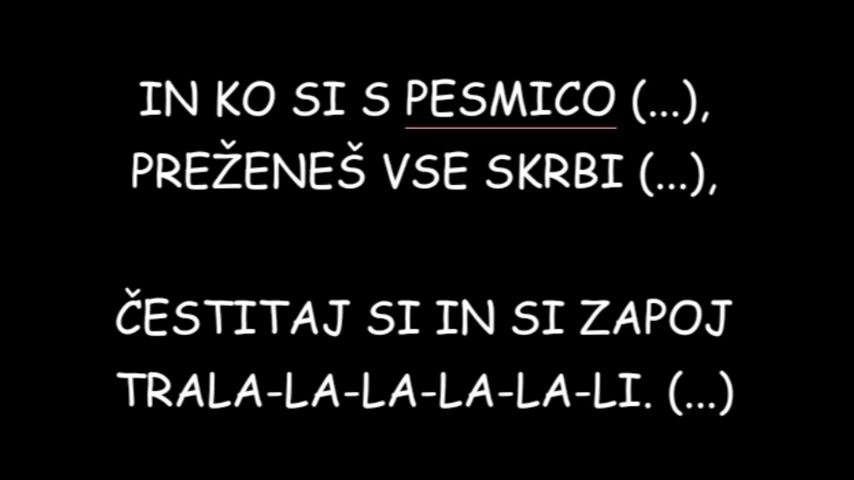 IN KO SI S PESMICO (...),
PREŽENEŠ VSE SKRBI (...),
ČESTITAJ SI IN SI ZAPOJ
TRALA-LA-LA-LA-LA-LI. (...)